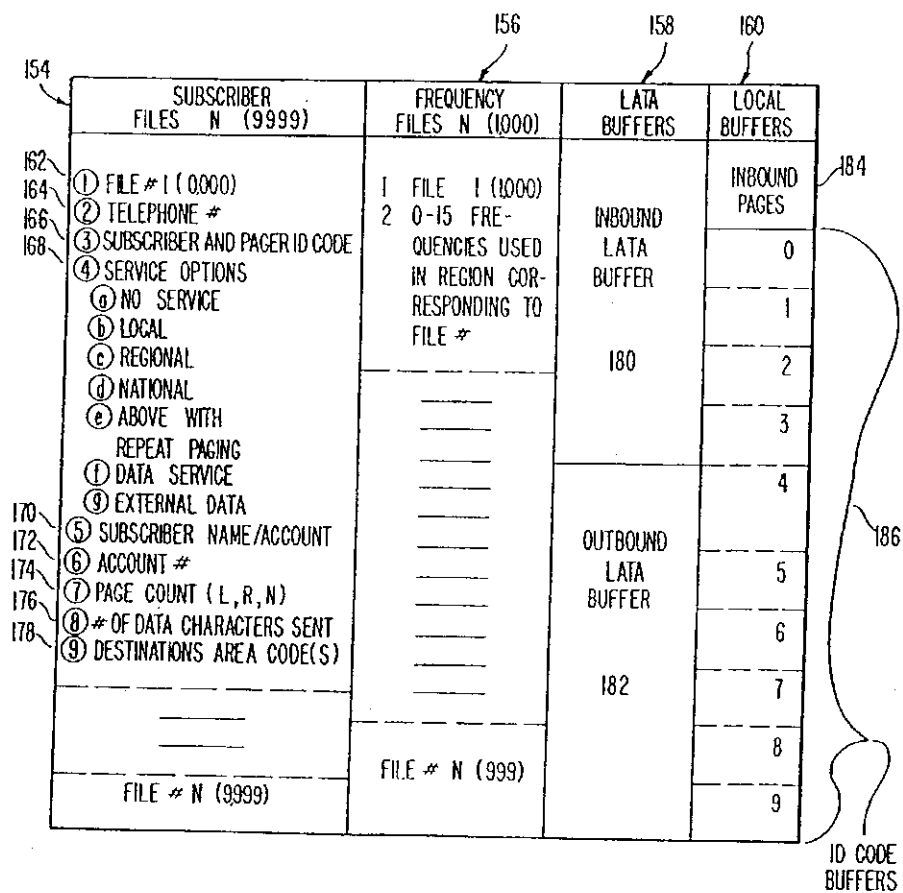 156
158
160
154
SUBSCRIBER
FILES N (9999)
FREQUENCY
FILES N (1,000)
LATA
BUFFERS
LOCAL
BUFFERS
162
164
166
168
① FILE # 1 (0,000)
② TELEPHONE #
③ SUBSCRIBER AND PAGER ID CODE
④ SERVICE OPTIONS
ⓐ NO SERVICE
ⓑ LOCAL
ⓒ REGIONAL
ⓓ NATIONAL
ⓔ ABOVE WITH
REPEAT PAGING
ⓕ DATA SERVICE
ⓖ EXTERNAL DATA
170
172
174
176
178
⑤ SUBSCRIBER NAME/ACCOUNT
⑥ ACCOUNT #
⑦ PAGE COUNT (L,R,N)
⑧ # OF DATA CHARACTERS SENT
⑨ DESTINATIONS AREA CODE(S)
FILE # N (9,999)
1 FILE 1 (1,000)
2 0-15 FRE-
QUENCIES USED
IN REGION COR-
RESPONDING TO
FILE #
FILE # N (999)
INBOUND
LATA
BUFFER
180
OUTBOUND
LATA
BUFFER
182
INBOUND
PAGES
184
0
1
2
3
4
5
6
7
8
9
186
ID CODE
BUFFERS